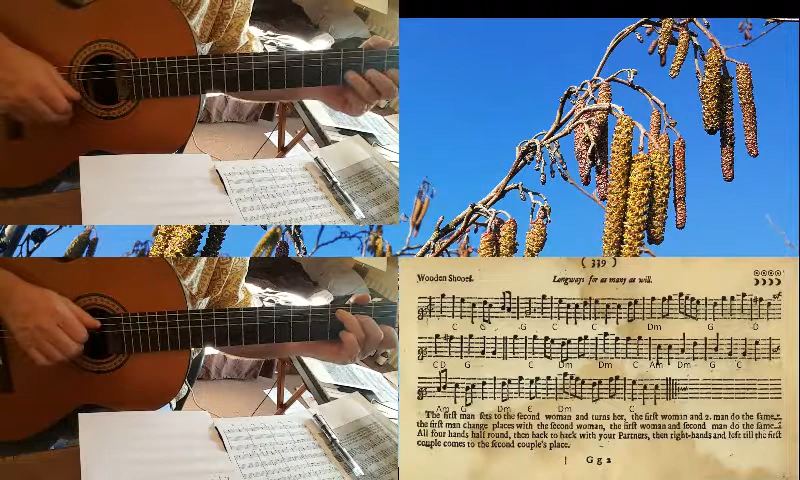 ( 339 )
Wooden Shooes. Longways for as many as will.
C G C C Dm G D
C D G C Dm Dm C Am Dm G C
Am G Dm C Dm C
The first man sets to the second woman and turns her, the first woman and 2. man do the same
the first man change places with the second woman, the first woman and second man do the same
All four hands half round, then back to back with your Partners, then right-hands and left till the first
couple comes to the second couple's place.
G g 2